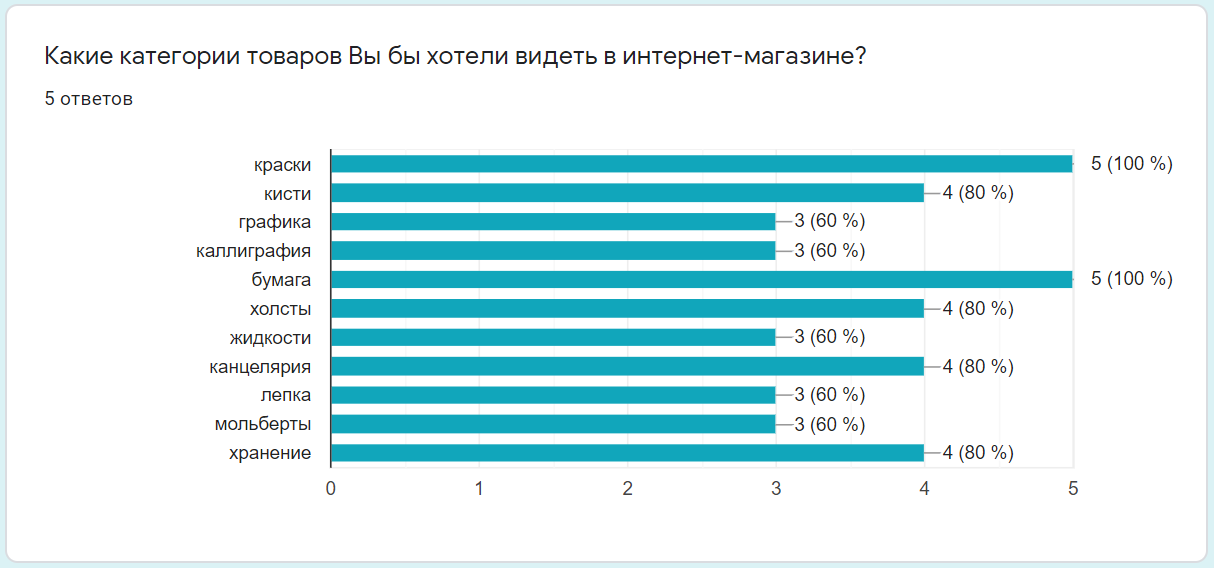 Какие категории товаров Вы бы хотели видеть в интернет-магазине?
5 ответов
краски 5 (100 %)
кисти 4 (80 %)
графика 3 (60 %)
каллиграфия 3 (60 %)
бумага 5 (100 %)
холсты 4 (80 %)
жидкости 3 (60 %)
канцелярия 4 (80 %)
лепка 3 (60 %)
мольберты 3 (60 %)
хранение 4 (80 %)
0 1 2 3 4 5